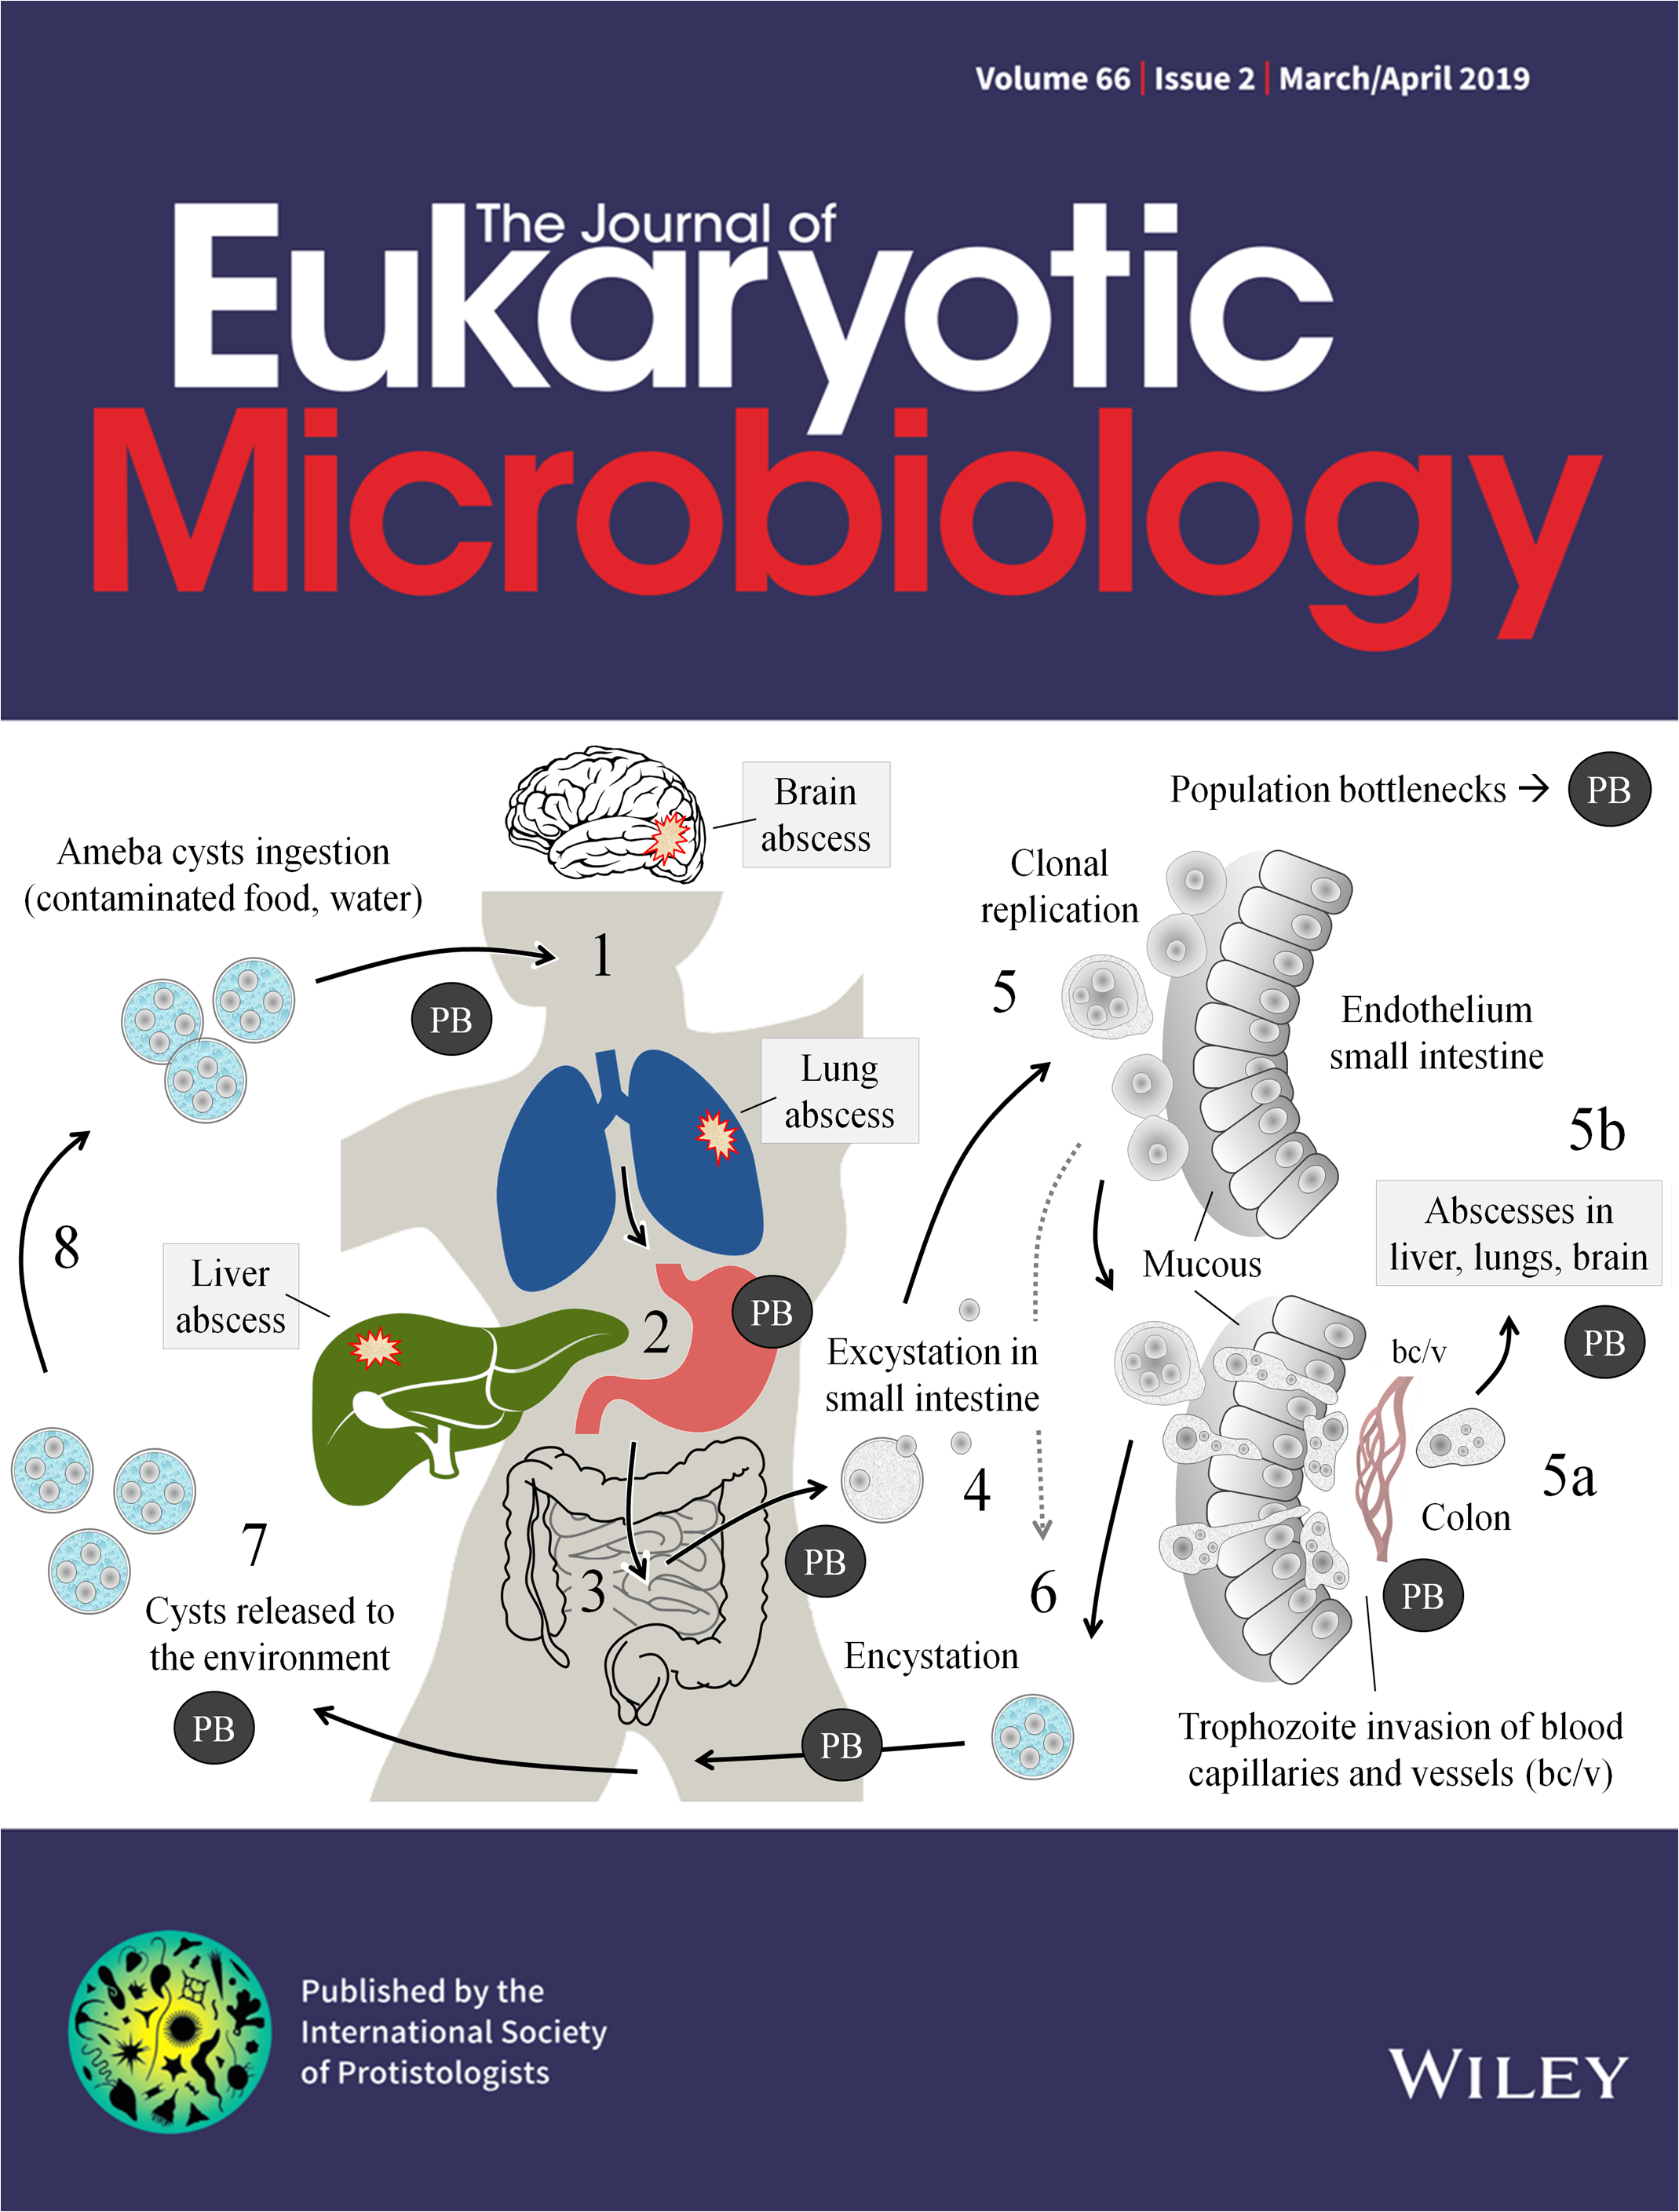 Volume 66 | Issue 2 | March/April 2019
The Journal of
Eukaryotic
Microbiology
Brain
abscess
Population bottlenecks → PB
Ameba cysts ingestion
(contaminated food, water)
1
PB
Clonal
replication
5
Endothelium
small intestine
Lung
abscess
5b
Abscesses in
liver, lungs, brain
PB
8
Liver
abscess
Mucous
2
PB
Excystation in
small intestine
4
PB
bc/v
5a
Colon
PB
3
6
7
Cysts released to
the environment
PB
Encystation
PB
Trophozoite invasion of blood
capillaries and vessels (bc/v)
Published by the
International Society
of Protistologists
WILEY